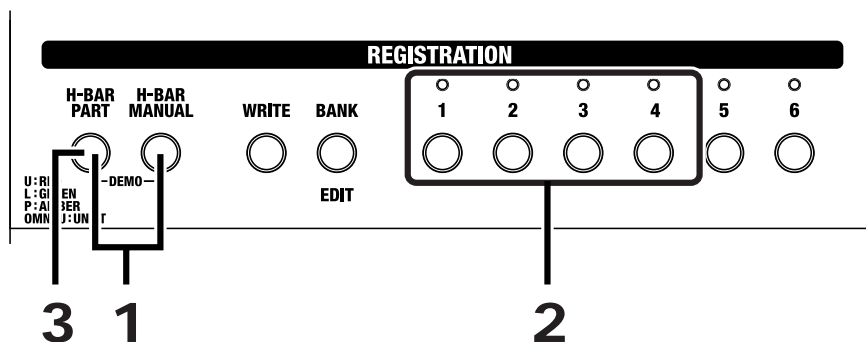 REGISTRATION
H-BAR PART
H-BAR MANUAL
WRITE
BANK
1
2
3
4
5
6
DEMO
EDIT
U:
L:
P:
3
1
2